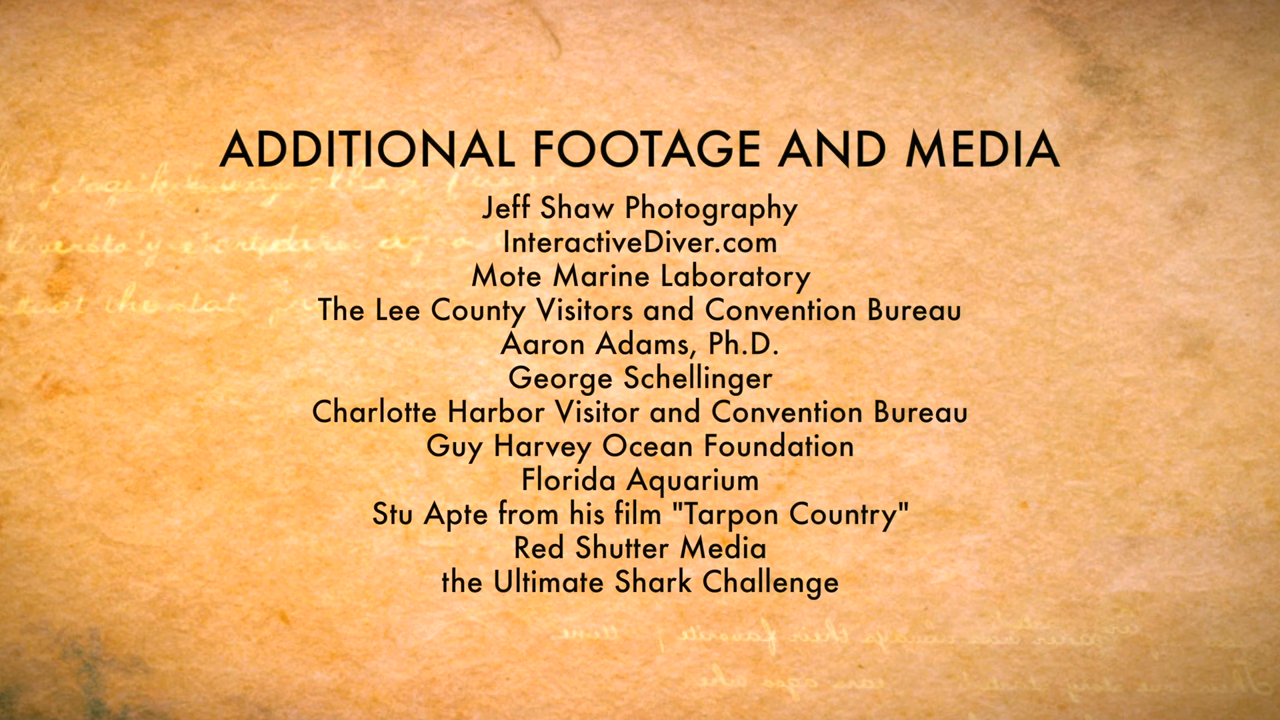 ADDITIONAL FOOTAGE AND MEDIA
Jeff Shaw Photography
InteractiveDiver.com
Mote Marine Laboratory
The Lee County Visitors and Convention Bureau
Aaron Adams, Ph.D.
George Schellinger
Charlotte Harbor Visitor and Convention Bureau
Guy Harvey Ocean Foundation
Florida Aquarium
Stu Apte from his film "Tarpon Country"
Red Shutter Media
the Ultimate Shark Challenge